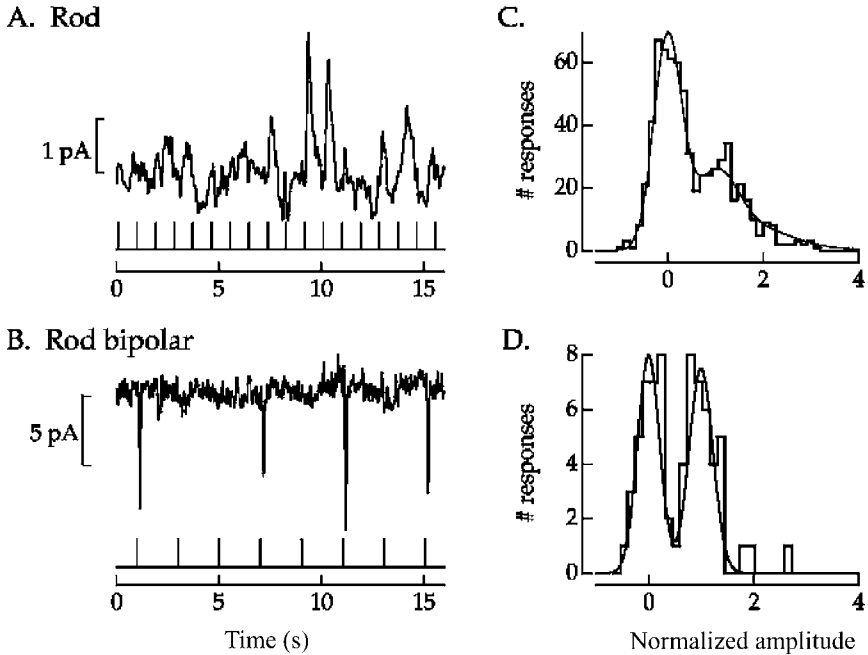 A. Rod
1 pA
0 5 10 15
B. Rod bipolar
5 pA
0 5 10 15
Time (s)
C.
# responses
60
40
20
0
0 2 4
D.
# responses
8
6
4
2
0
0 2 4
Normalized amplitude